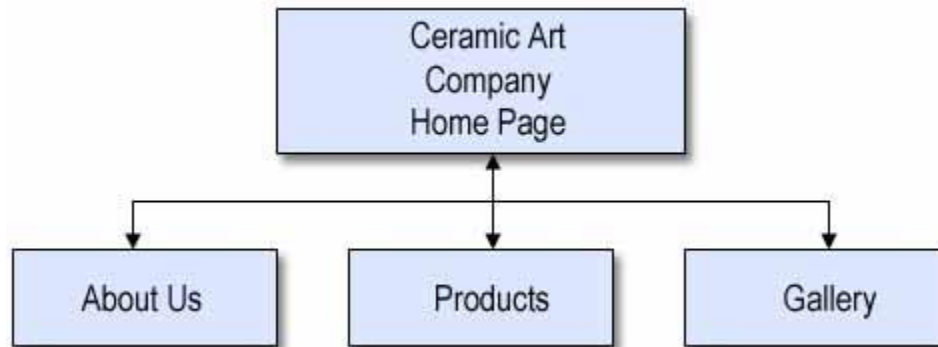 Ceramic Art
Company
Home Page
About Us
Products
Gallery